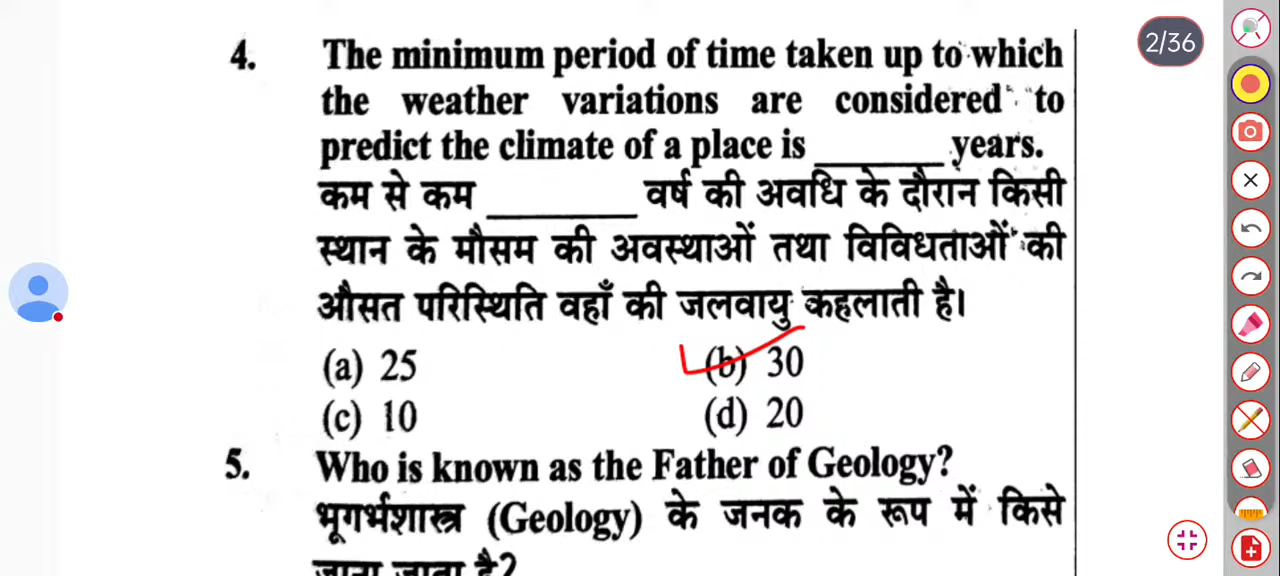 2/36
4. The minimum period of time taken up to which
the weather variations are considered to
predict the climate of a place is ______ years.
कम से कम ______ वर्ष की अवधि के दौरान किसी
स्थान के मौसम की अवस्थाओं तथा विविधताओं की
औसत परिस्थिति वहाँ की जलवायु कहलाती है।
(a) 25 (b) 30
(c) 10 (d) 20
5. Who is known as the Father of Geology?
भूगर्भशास्त्र (Geology) के जनक के रूप में किसे
जाना जाता है?